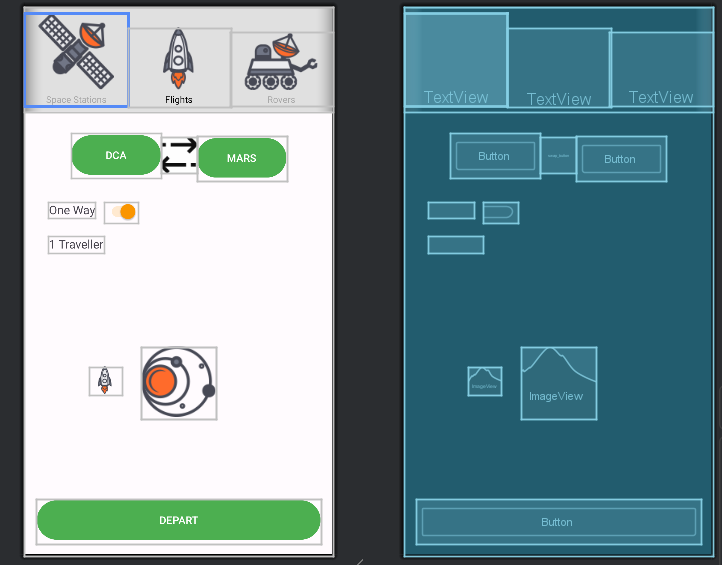 Space Stations
Flights
Rovers
DCA
MARS
One Way
1 Traveller
DEPART
TextView
TextView
TextView
Button
Button
ImageView
ImageView
Button